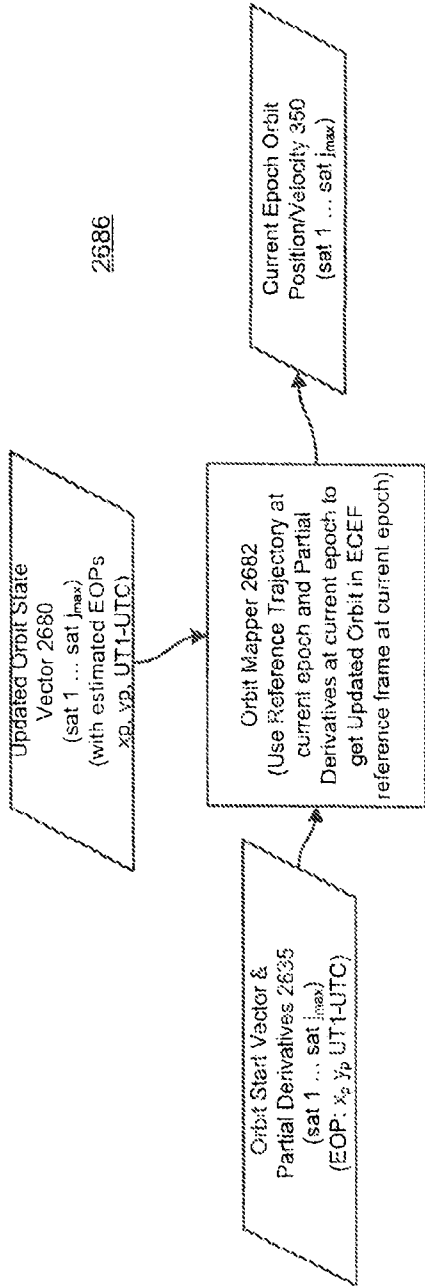 2686
Updated Orbit State
Vector 2680
(sat 1 ... sat jmax)
(with estimated EOPs
xp, yp, UT1-UTC)
Orbit Start Vector &
Partial Derivatives 2635
(sat 1 ... sat jmax)
(EOP: xp yp UT1-UTC)
Orbit Mapper 2682
(Use Reference Trajectory at
current epoch and Partial
Derivatives at current epoch to
get Updated Orbit in ECEF
reference frame at current epoch)
Current Epoch Orbit
Position/Velocity 350
(sat 1 ... sat jmax)